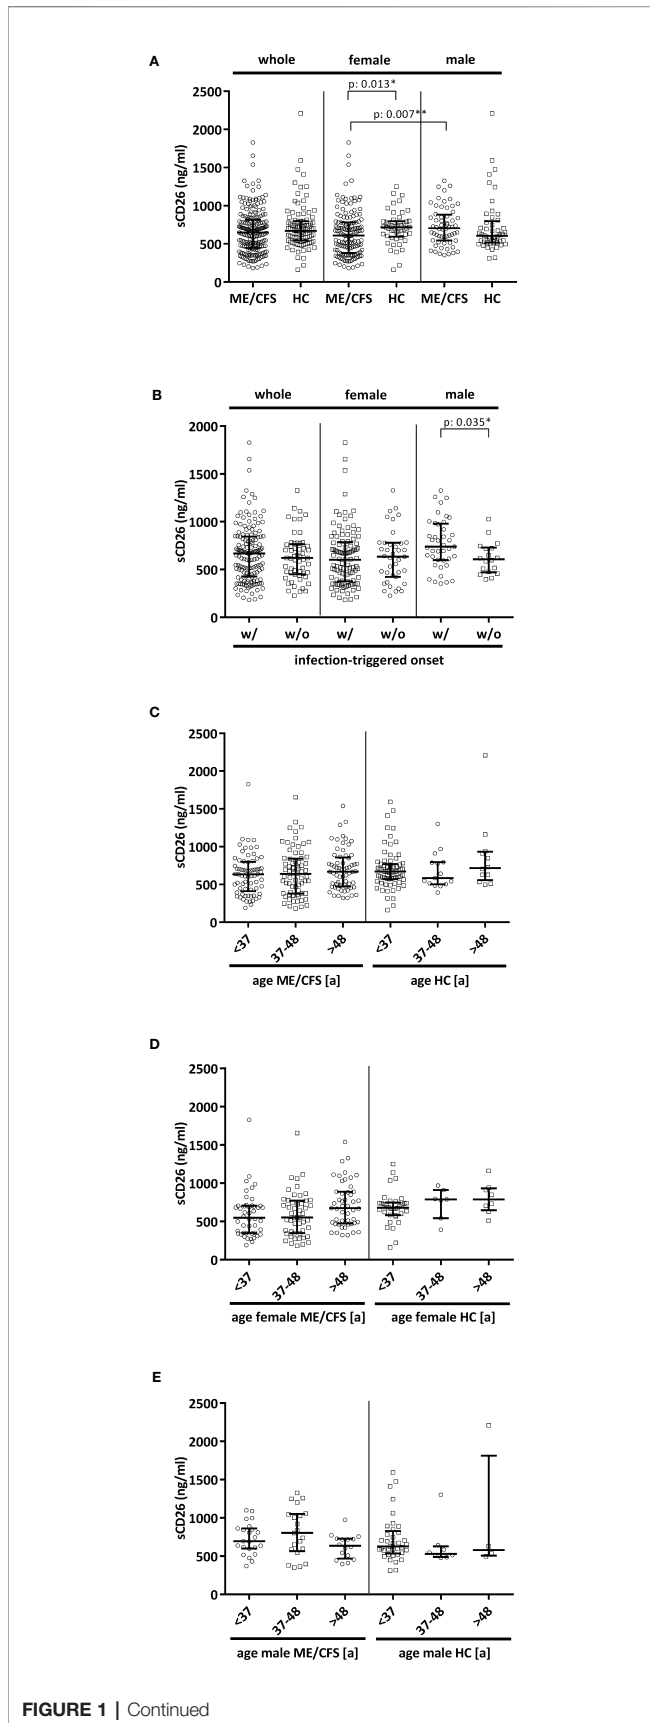 A
whole female male
p: 0.013*
p: 0.007**
sCD26 (ng/ml)
2500
2000
1500
1000
500
0
ME/CFS HC ME/CFS HC ME/CFS HC
B
whole female male
p: 0.035*
sCD26 (ng/ml)
2000
1500
1000
500
0
w/ w/o w/ w/o w/ w/o
infection-triggered onset
C
sCD26 (ng/ml)
2500
2000
1500
1000
500
0
<37 37-48 >48 <37 37-48 >48
age ME/CFS [a] age HC [a]
D
sCD26 (ng/ml)
2500
2000
1500
1000
500
0
<37 37-48 >48 <37 37-48 >48
age female ME/CFS [a] age female HC [a]
E
sCD26 (ng/ml)
2500
2000
1500
1000
500
0
<37 37-48 >48 <37 37-48 >48
age male ME/CFS [a] age male HC [a]
FIGURE 1 | Continued